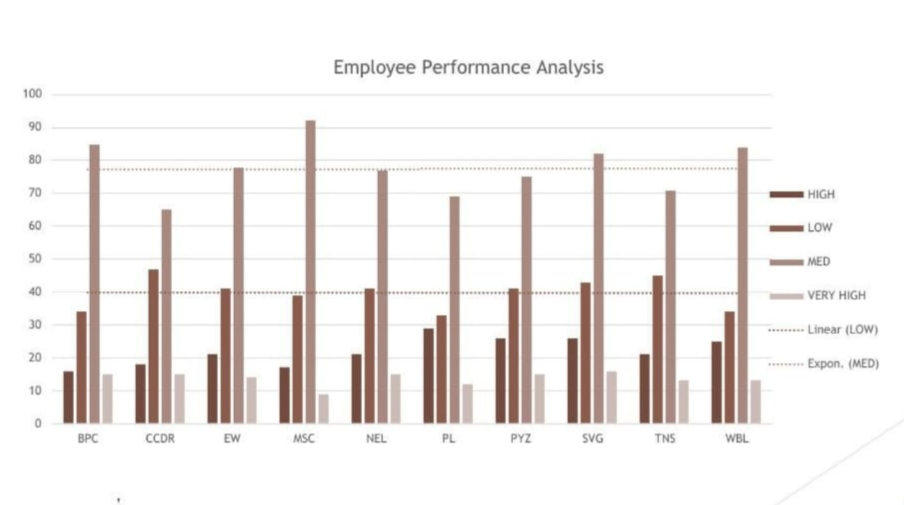 Employee Performance Analysis
100
90
80
70
60
50
40
30
20
10
0
BPC CCDR EW MSC NEL PL PYZ SVG TNS WBL
HIGH
LOW
MED
VERY HIGH
Linear (LOW)
Expon. (MED)